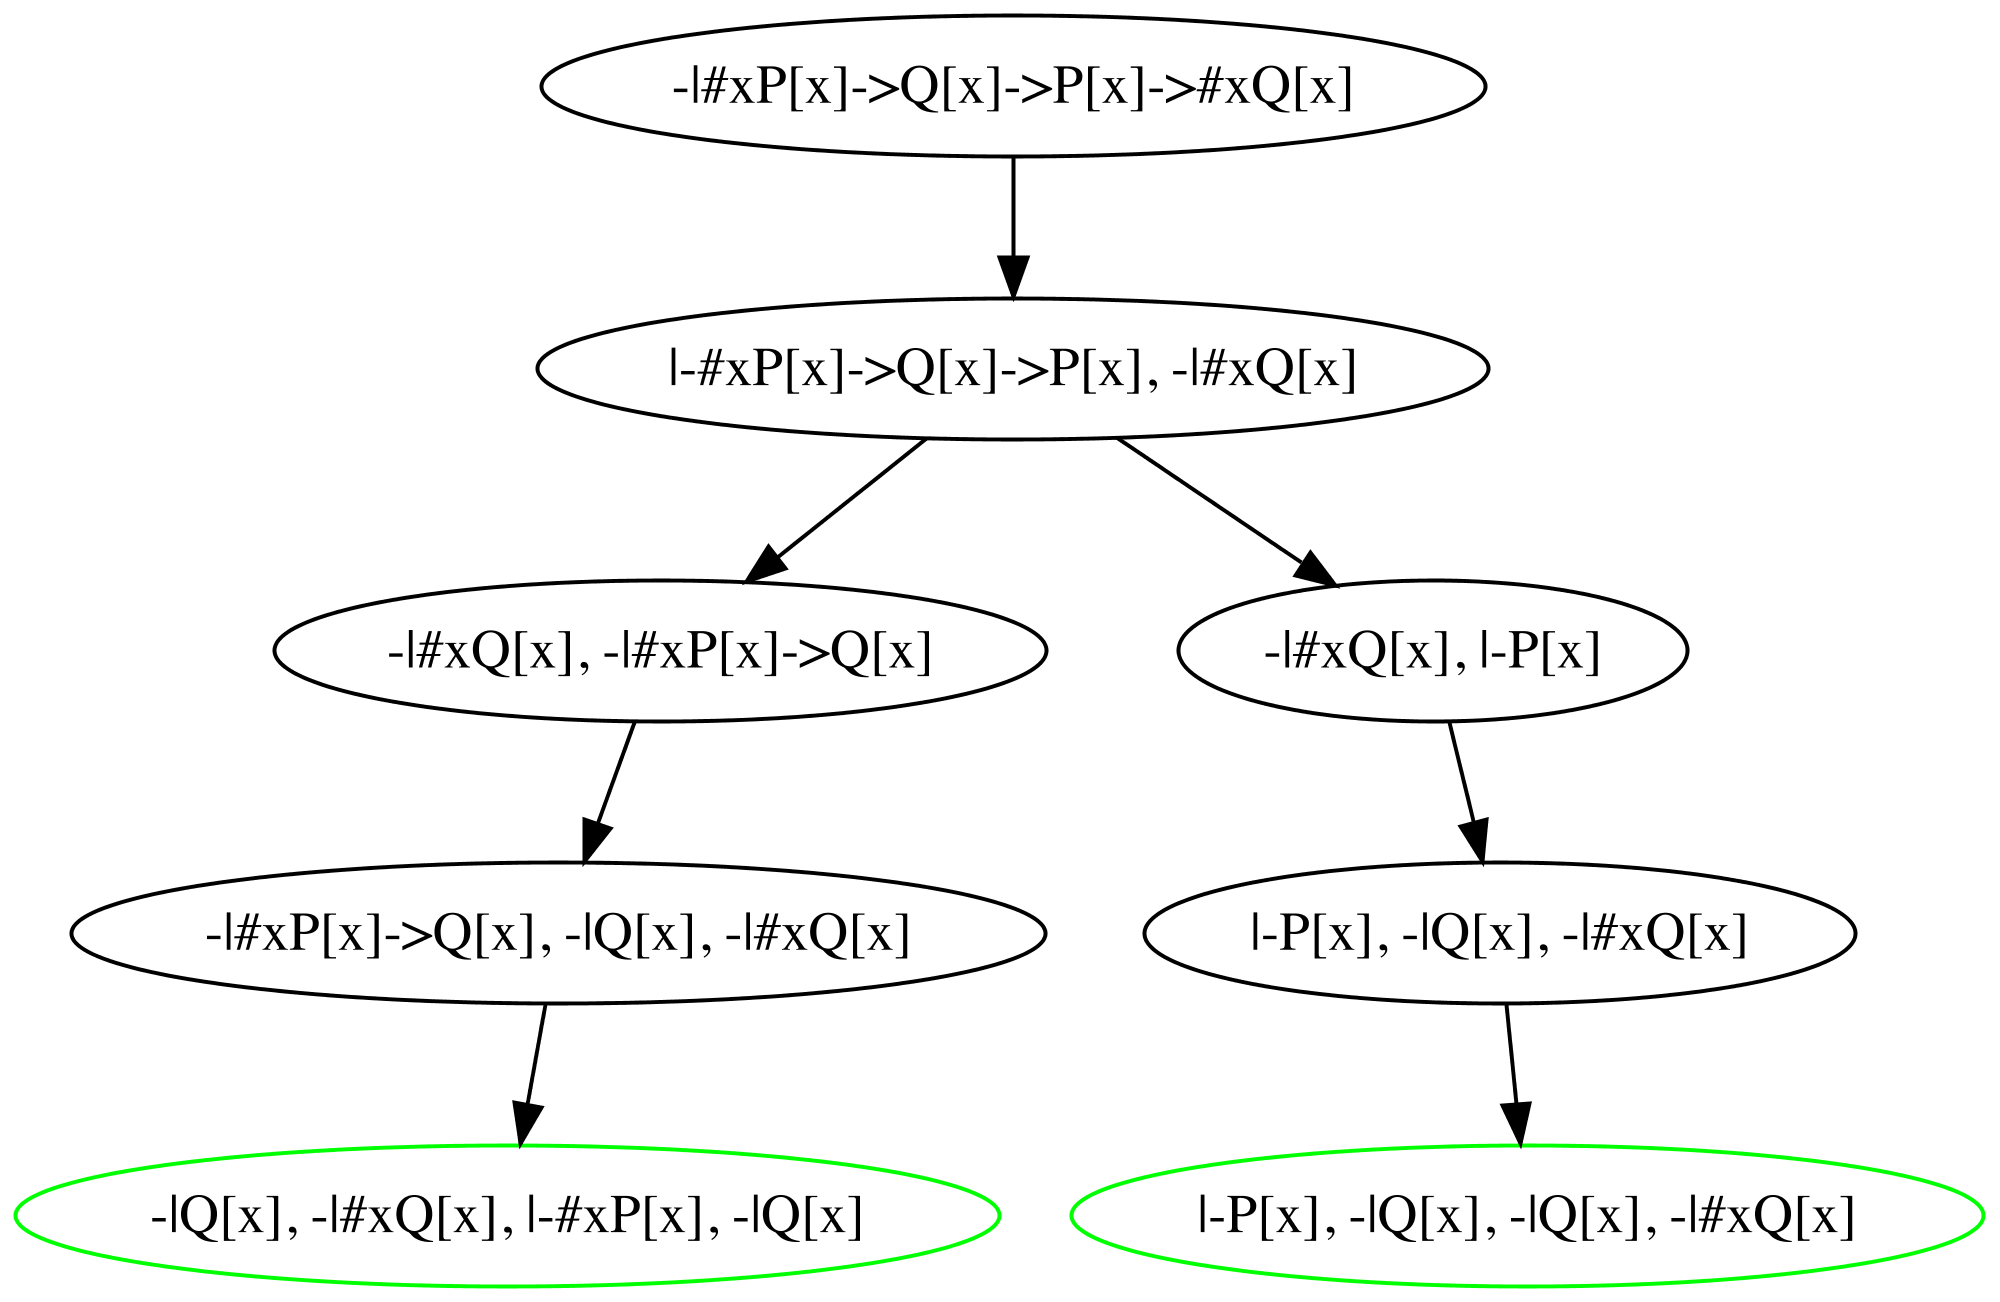 -|#xP[x]->Q[x]->P[x]->#xQ[x]
|-#xP[x]->Q[x]->P[x], -|#xQ[x]
-|#xQ[x], -|#xP[x]->Q[x]
-|#xQ[x], |-P[x]
-|#xP[x]->Q[x], -|Q[x], -|#xQ[x]
|-P[x], -|Q[x], -|#xQ[x]
-|Q[x], -|#xQ[x], |-#xP[x], -|Q[x]
|-P[x], -|Q[x], -|Q[x], -|#xQ[x]